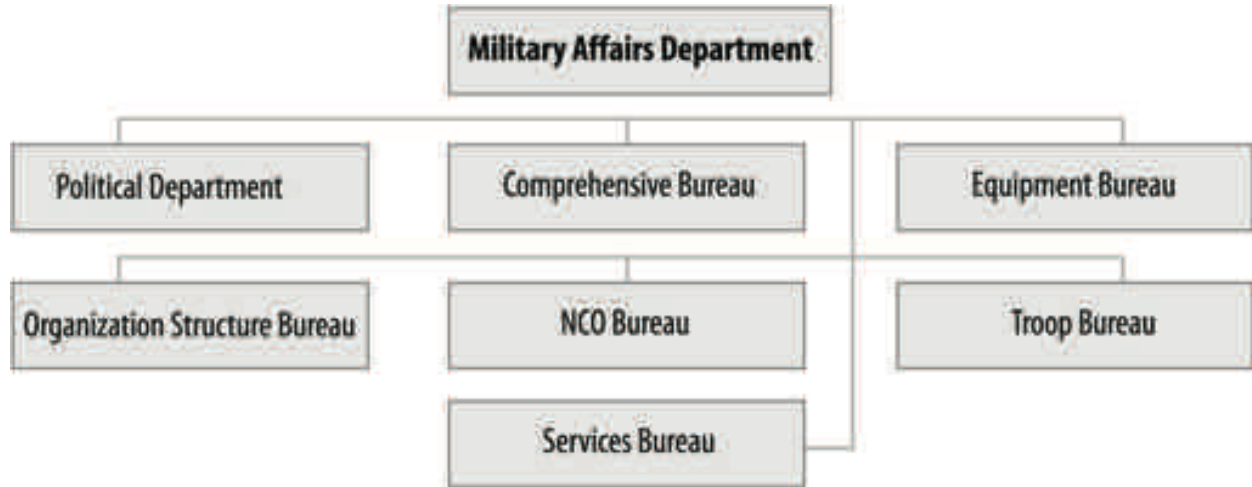 Military Affairs Department
Political Department
Comprehensive Bureau
Equipment Bureau
Organization Structure Bureau
NCO Bureau
Troop Bureau
Services Bureau